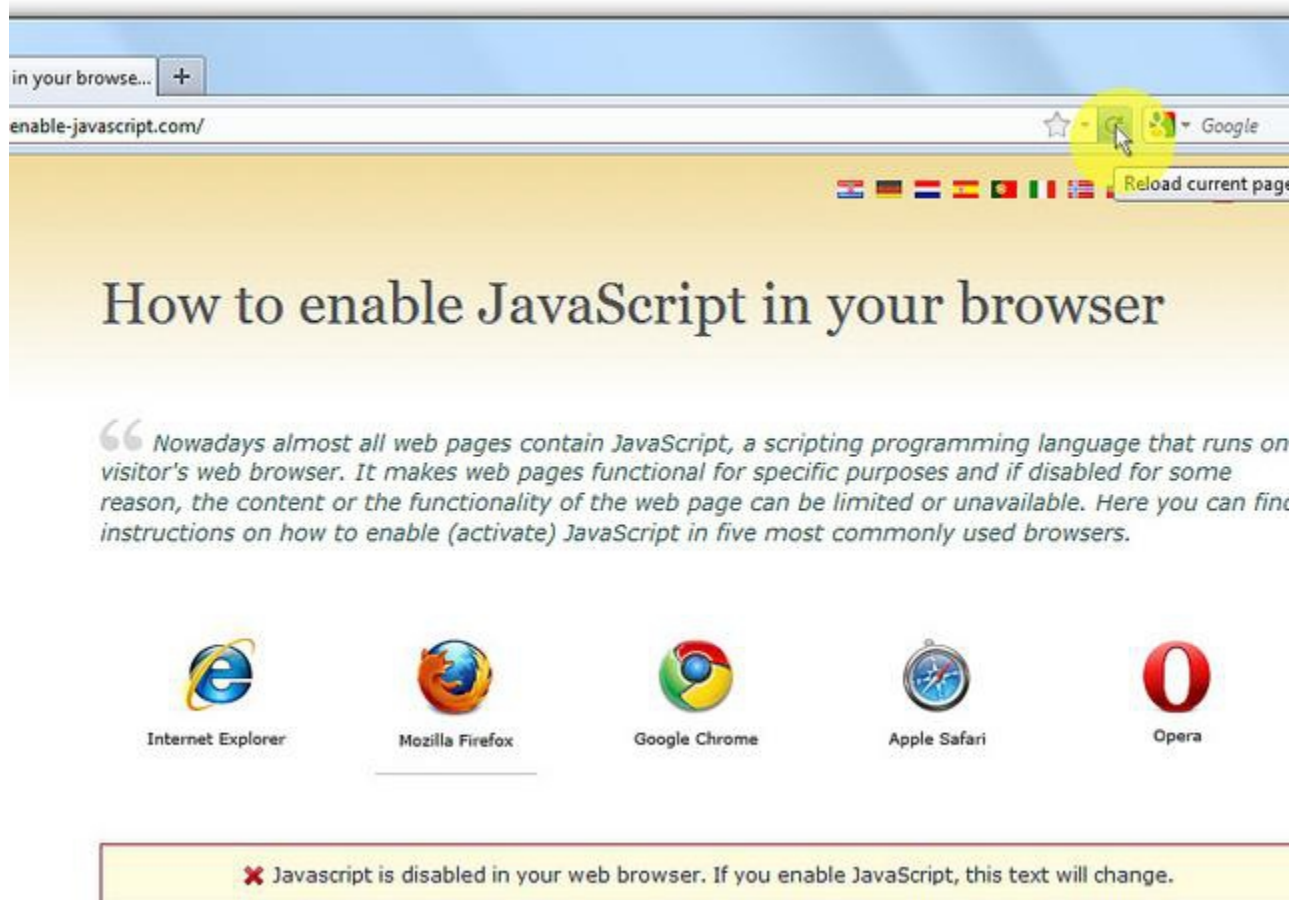 in your browse...
enable-javascript.com/
Google
Reload current page
How to enable JavaScript in your browser
Nowadays almost all web pages contain JavaScript, a scripting programming language that runs on
visitor's web browser. It makes web pages functional for specific purposes and if disabled for some
reason, the content or the functionality of the web page can be limited or unavailable. Here you can find
instructions on how to enable (activate) JavaScript in five most commonly used browsers.
Internet Explorer Mozilla Firefox Google Chrome Apple Safari Opera
Javascript is disabled in your web browser. If you enable JavaScript, this text will change.